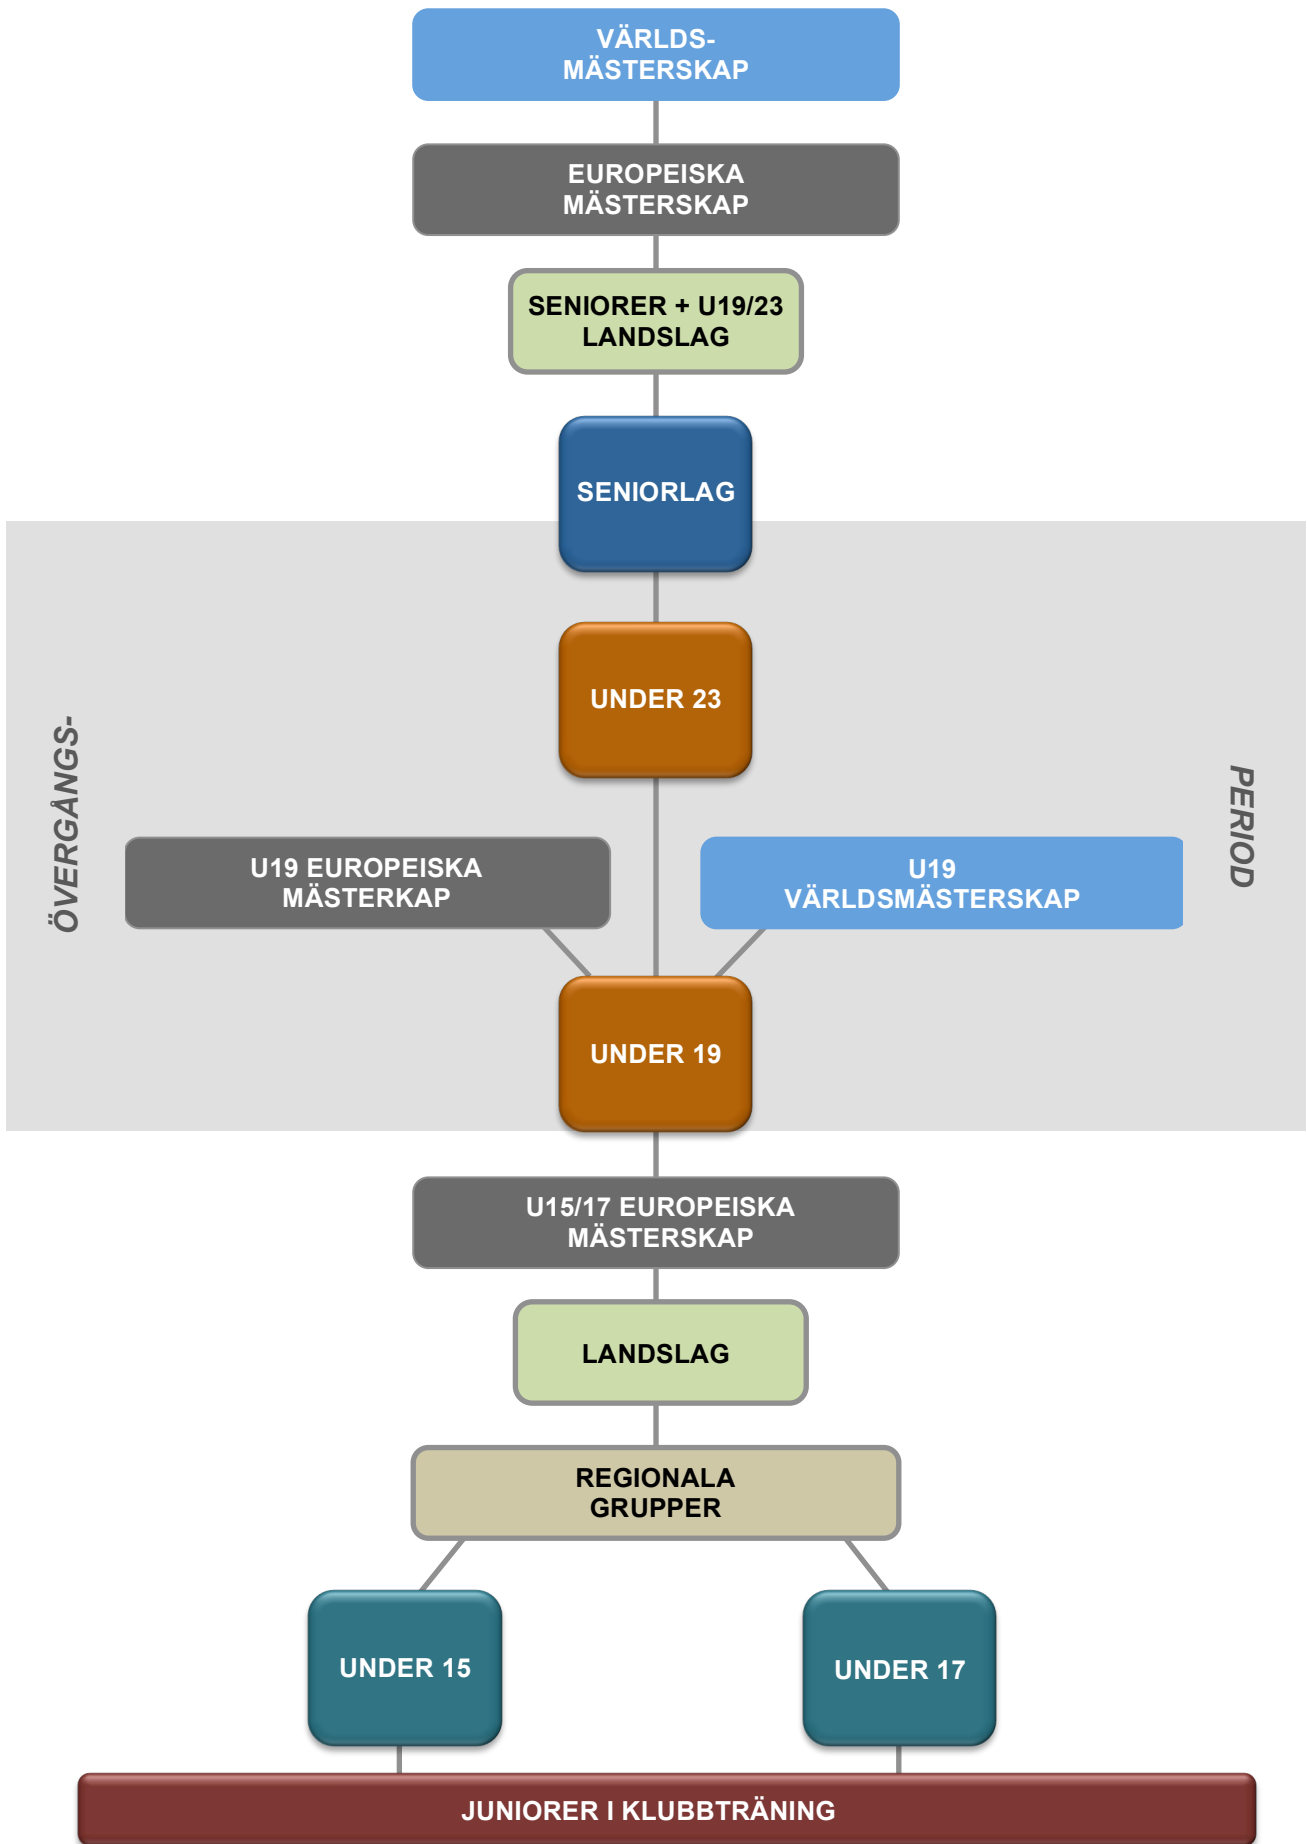 VÄRLDS-
MÄSTERSKAP
EUROPEISKA
MÄSTERSKAP
SENIORER + U19/23
LANDSLAG
SENIORLAG
UNDER 23
ÖVERGÅNGS-
PERIOD
U19 EUROPEISKA
MÄSTERKAP
U19
VÄRLDSMÄSTERSKAP
UNDER 19
U15/17 EUROPEISKA
MÄSTERSKAP
LANDSLAG
REGIONALA
GRUPPER
UNDER 15
UNDER 17
JUNIORER I KLUBBTRÄNING